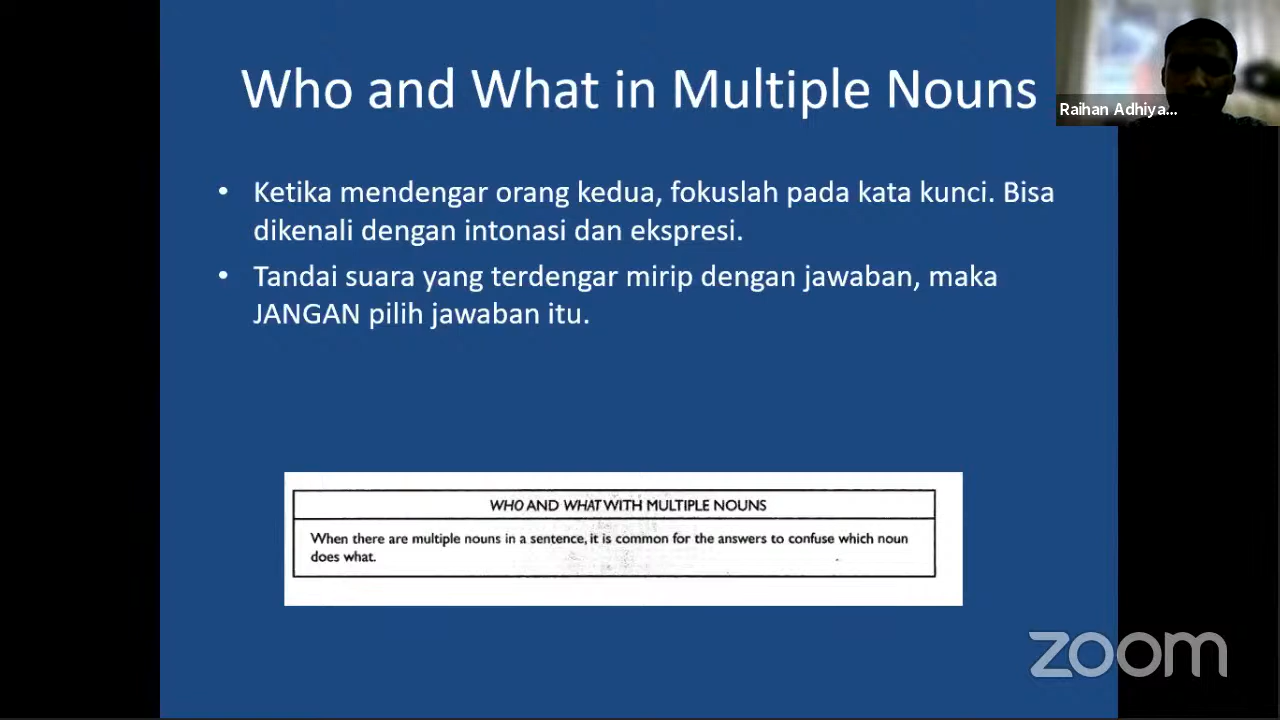 Who and What in Multiple Nouns
Raihan Adhiya...
• Ketika mendengar orang kedua, fokuslah pada kata kunci. Bisa
dikenali dengan intonasi dan ekspresi.
• Tandai suara yang terdengar mirip dengan jawaban, maka
JANGAN pilih jawaban itu.
WHO AND WHAT WITH MULTIPLE NOUNS
When there are multiple nouns in a sentence, it is common for the answers to confuse which noun
does what.
zoom